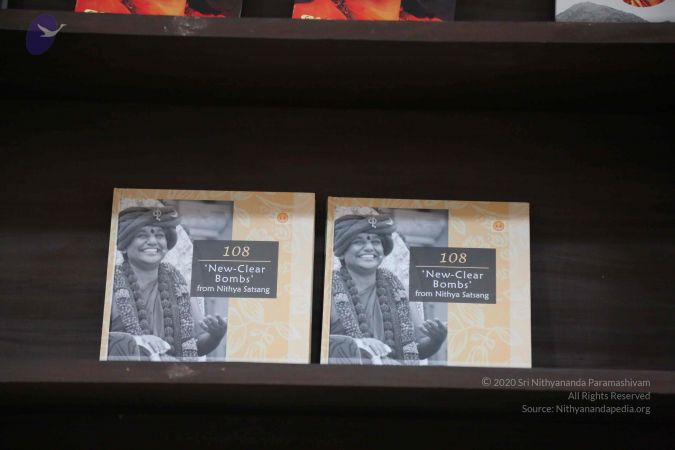 108
'New-Clear
Bombs'
from Nithya Satsang
108
'New-Clear
Bombs'
from Nithya Satsang
© 2020 Sri Nithyananda Paramashivam
All Rights Reserved
Source: Nithyanandapedia.org